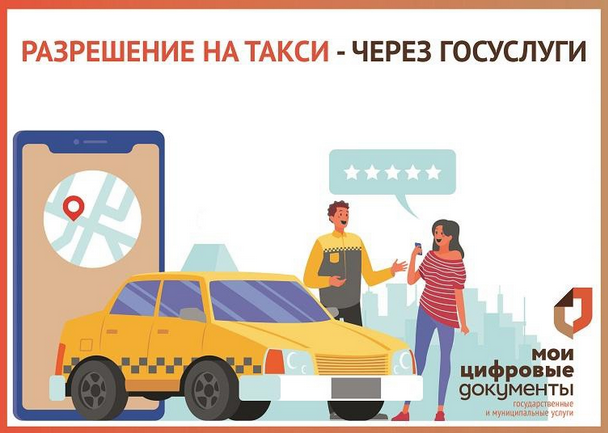 РАЗРЕШЕНИЕ НА ТАКСИ - ЧЕРЕЗ ГОСУСЛУГИ
мои
цифровые
документы
государственные
и муниципальные услуги